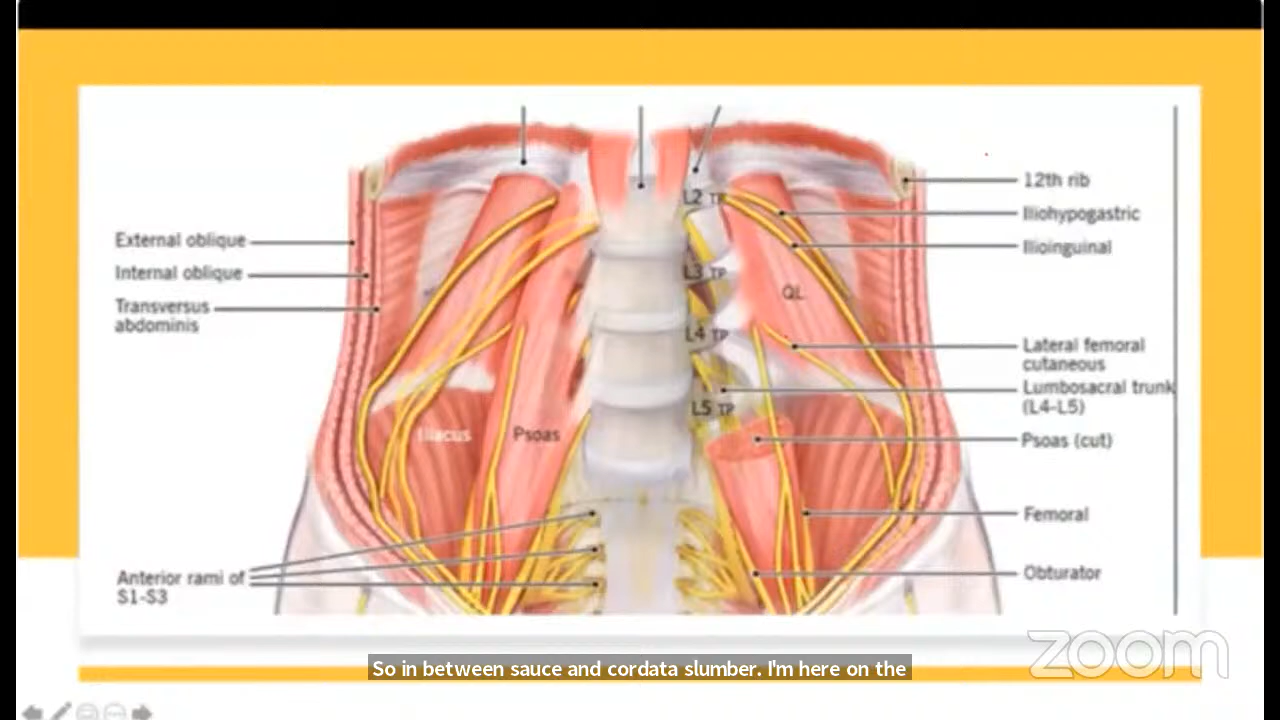 L2 TP
12th rib
Iliohypogastric
External oblique
Ilioinguinal
Internal oblique
L3 TP
QL
Transversus
abdominis
L4 TP
Lateral femoral
cutaneous
Lumbosacral trunk
(L4-L5)
L5 TP
Iliacus
Psoas
Psoas (cut)
Femoral
Anterior rami of
S1-S3
Obturator
zoom
So in between sauce and cordata slumber. I'm here on the